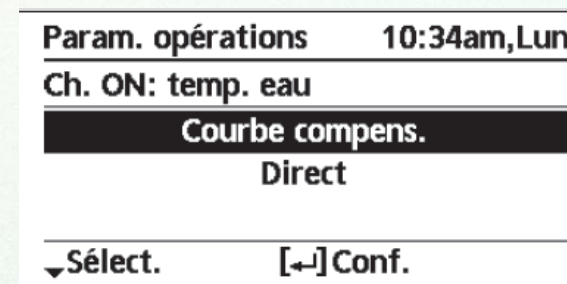 Param. opérations 10:34am,Lun
Ch. ON: temp. eau
Courbe compens.
Direct
Sélect. [↵]Conf.